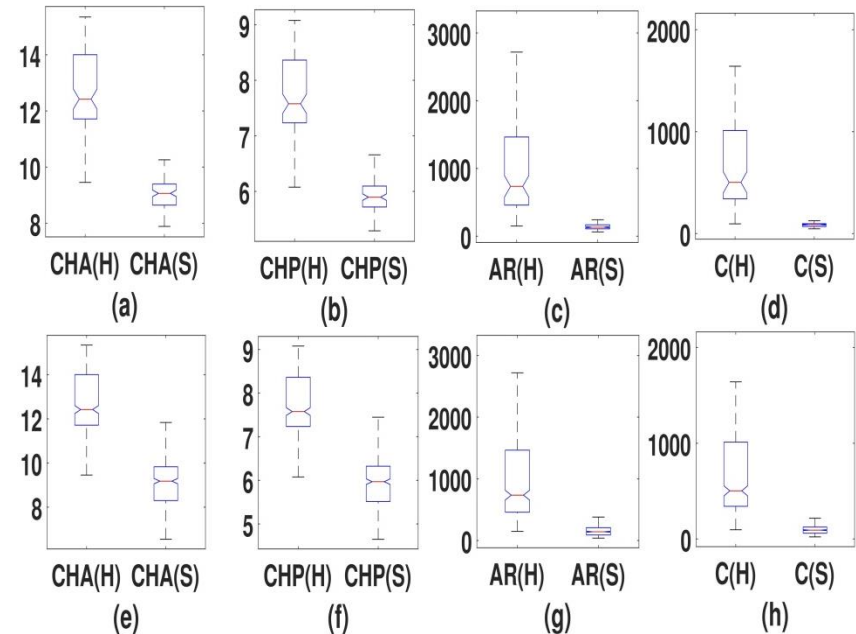 14
12
10
8
CHA(H) CHA(S)
(a)
9
8
7
6
CHP(H) CHP(S)
(b)
3000
2000
1000
0
AR(H) AR(S)
(c)
2000
1000
0
C(H) C(S)
(d)
14
12
10
8
CHA(H) CHA(S)
(e)
9
8
7
6
5
CHP(H) CHP(S)
(f)
3000
2000
1000
0
AR(H) AR(S)
(g)
2000
1000
0
C(H) C(S)
(h)